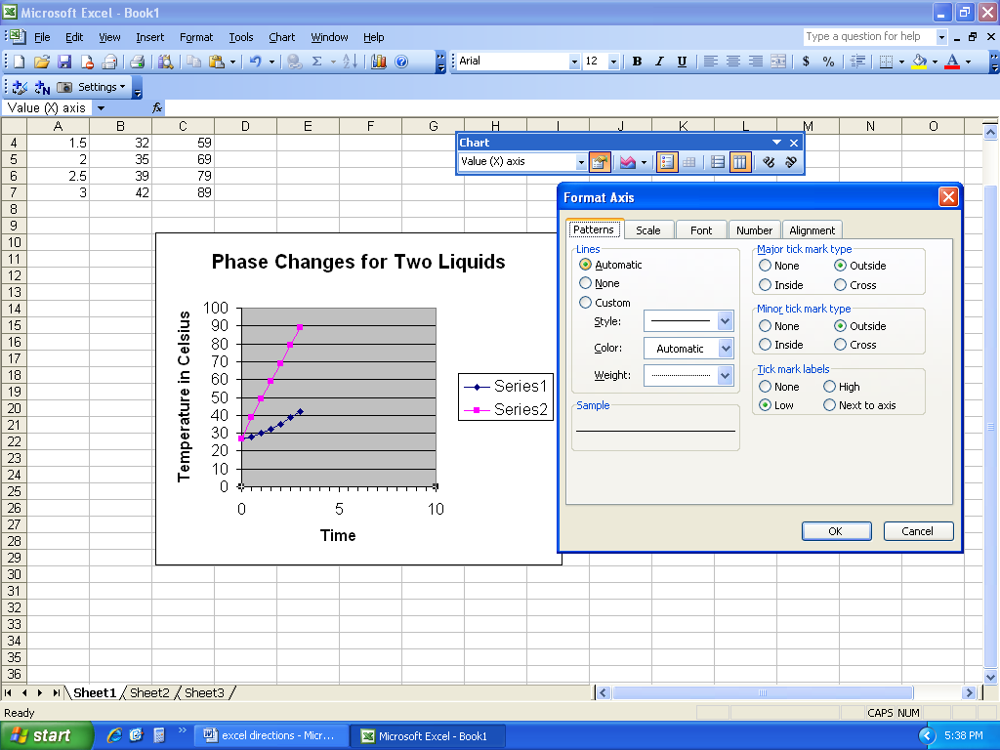 Microsoft Excel - Book1
File Edit View Insert Format Tools Chart Window Help
Type a question for help
Arial 12 B I U $ %
Settings
Value (X) axis fx
A B C D E F G H I J K L M N O
4 1.5 32 59
5 2 35 69
6 2.5 39 79
7 3 42 89
8
9
10
11
12
13
14
15
16
17
18
19
20
21
22
23
24
25
26
27
28
29
30
31
32
33
34
35
36
Chart
Value (X) axis
Phase Changes for Two Liquids
Temperature in Celsius
100
90
80
70
60
50
40
30
20
10
0
0 5 10
Time
Series1
Series2
Format Axis
Patterns Scale Font Number Alignment
Lines
Automatic
None
Custom
Style:
Color: Automatic
Weight:
Sample
Major tick mark type
None Outside
Inside Cross
Minor tick mark type
None Outside
Inside Cross
Tick mark labels
None High
Low Next to axis
OK Cancel
Sheet1 Sheet2 Sheet3
Ready CAPS NUM
start excel directions - Micr... Microsoft Excel - Book1 5:38 PM